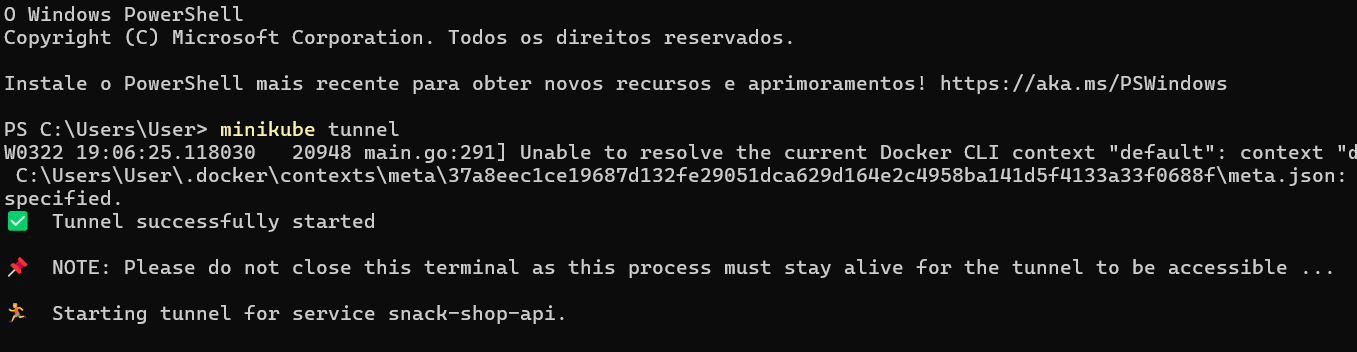 O Windows PowerShell
Copyright (C) Microsoft Corporation. Todos os direitos reservados.
Instale o PowerShell mais recente para obter novos recursos e aprimoramentos! https://aka.ms/PSWindows
PS C:\Users\User> minikube tunnel
W0322 19:06:25.118030   20948 main.go:291] Unable to resolve the current Docker CLI context "default": context "d
C:\Users\User\.docker\contexts\meta\37a8eec1ce19687d132fe29051dca629d164e2c4958ba141d5f4133a33f0688f\meta.json:
specified.
✅  Tunnel successfully started
📌  NOTE: Please do not close this terminal as this process must stay alive for the tunnel to be accessible ...
🏃  Starting tunnel for service snack-shop-api.